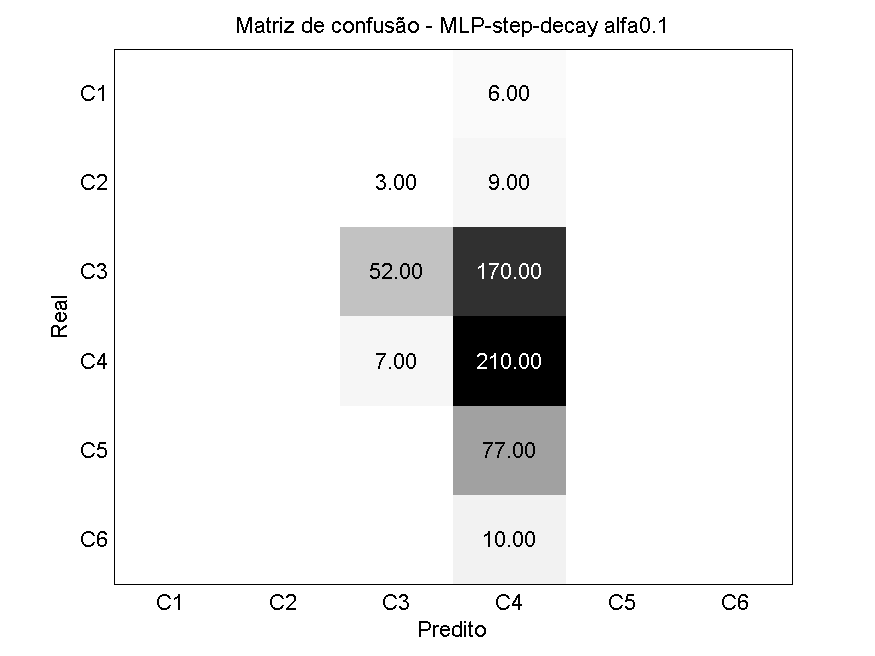 Matriz de confusão - MLP-step-decay alfa0.1
C1 6.00
C2 3.00 9.00
C3 52.00 170.00
Real
C4 7.00 210.00
C5 77.00
C6 10.00
C1 C2 C3 C4 C5 C6
Predito